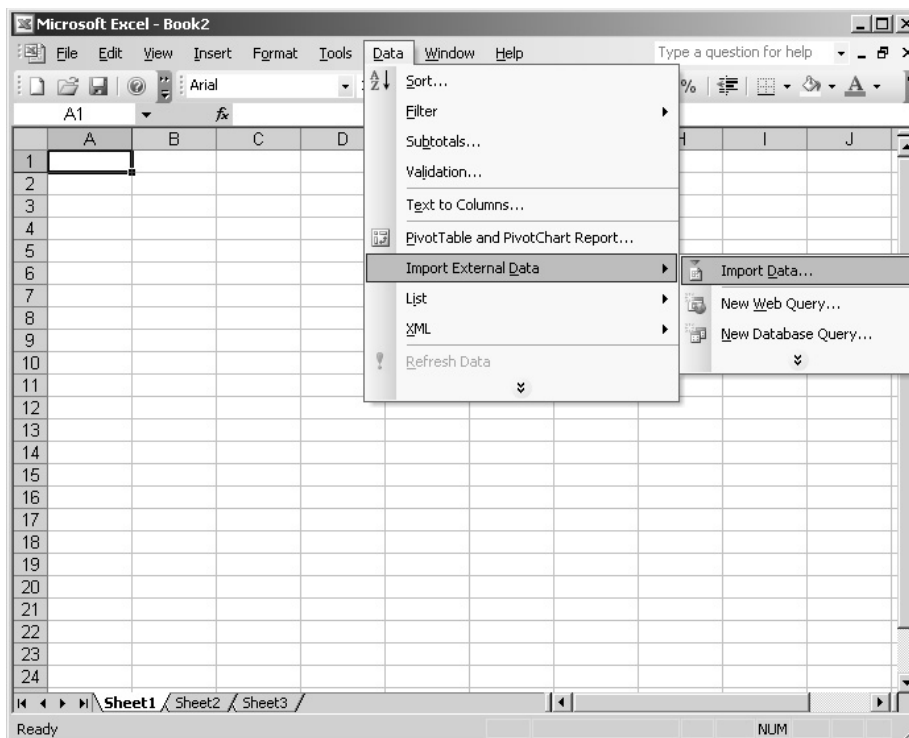 Microsoft Excel - Book2
File Edit View Insert Format Tools Data Window Help Type a question for help
Arial %
A1 fx
Sort...
Filter
Subtotals...
Validation...
Text to Columns...
PivotTable and PivotChart Report...
Import External Data
List
XML
Refresh Data
Import Data...
New Web Query...
New Database Query...
A B C D H I J
1
2
3
4
5
6
7
8
9
10
11
12
13
14
15
16
17
18
19
20
21
22
23
24
Sheet1 Sheet2 Sheet3
Ready NUM